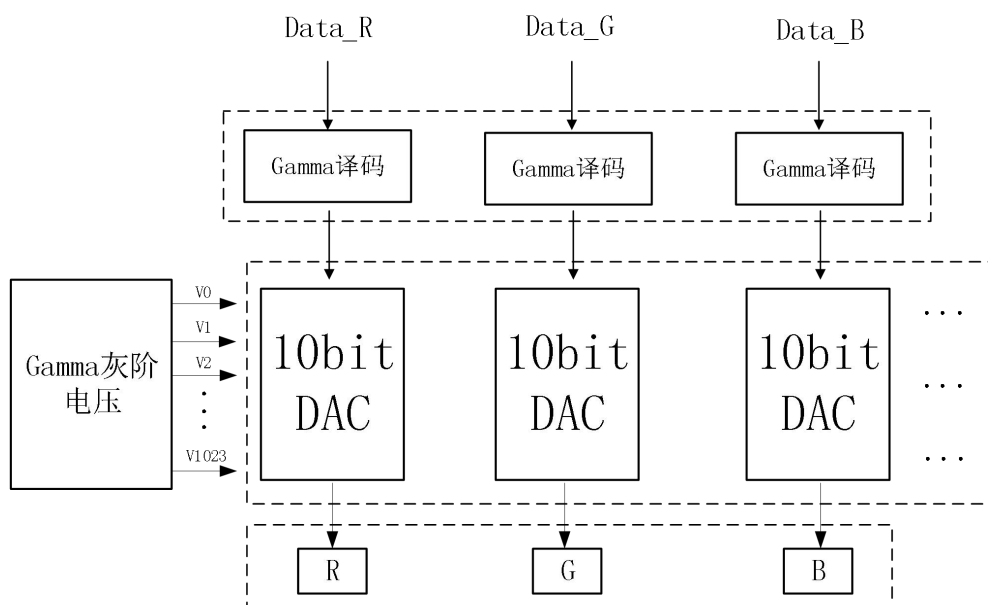 Data_R
Data_G
Data_B
Gamma译码
Gamma译码
Gamma译码
Gamma灰阶
电压
V0
V1
V2
V1023
10bit
DAC
10bit
DAC
10bit
DAC
...
...
...
R
G
B